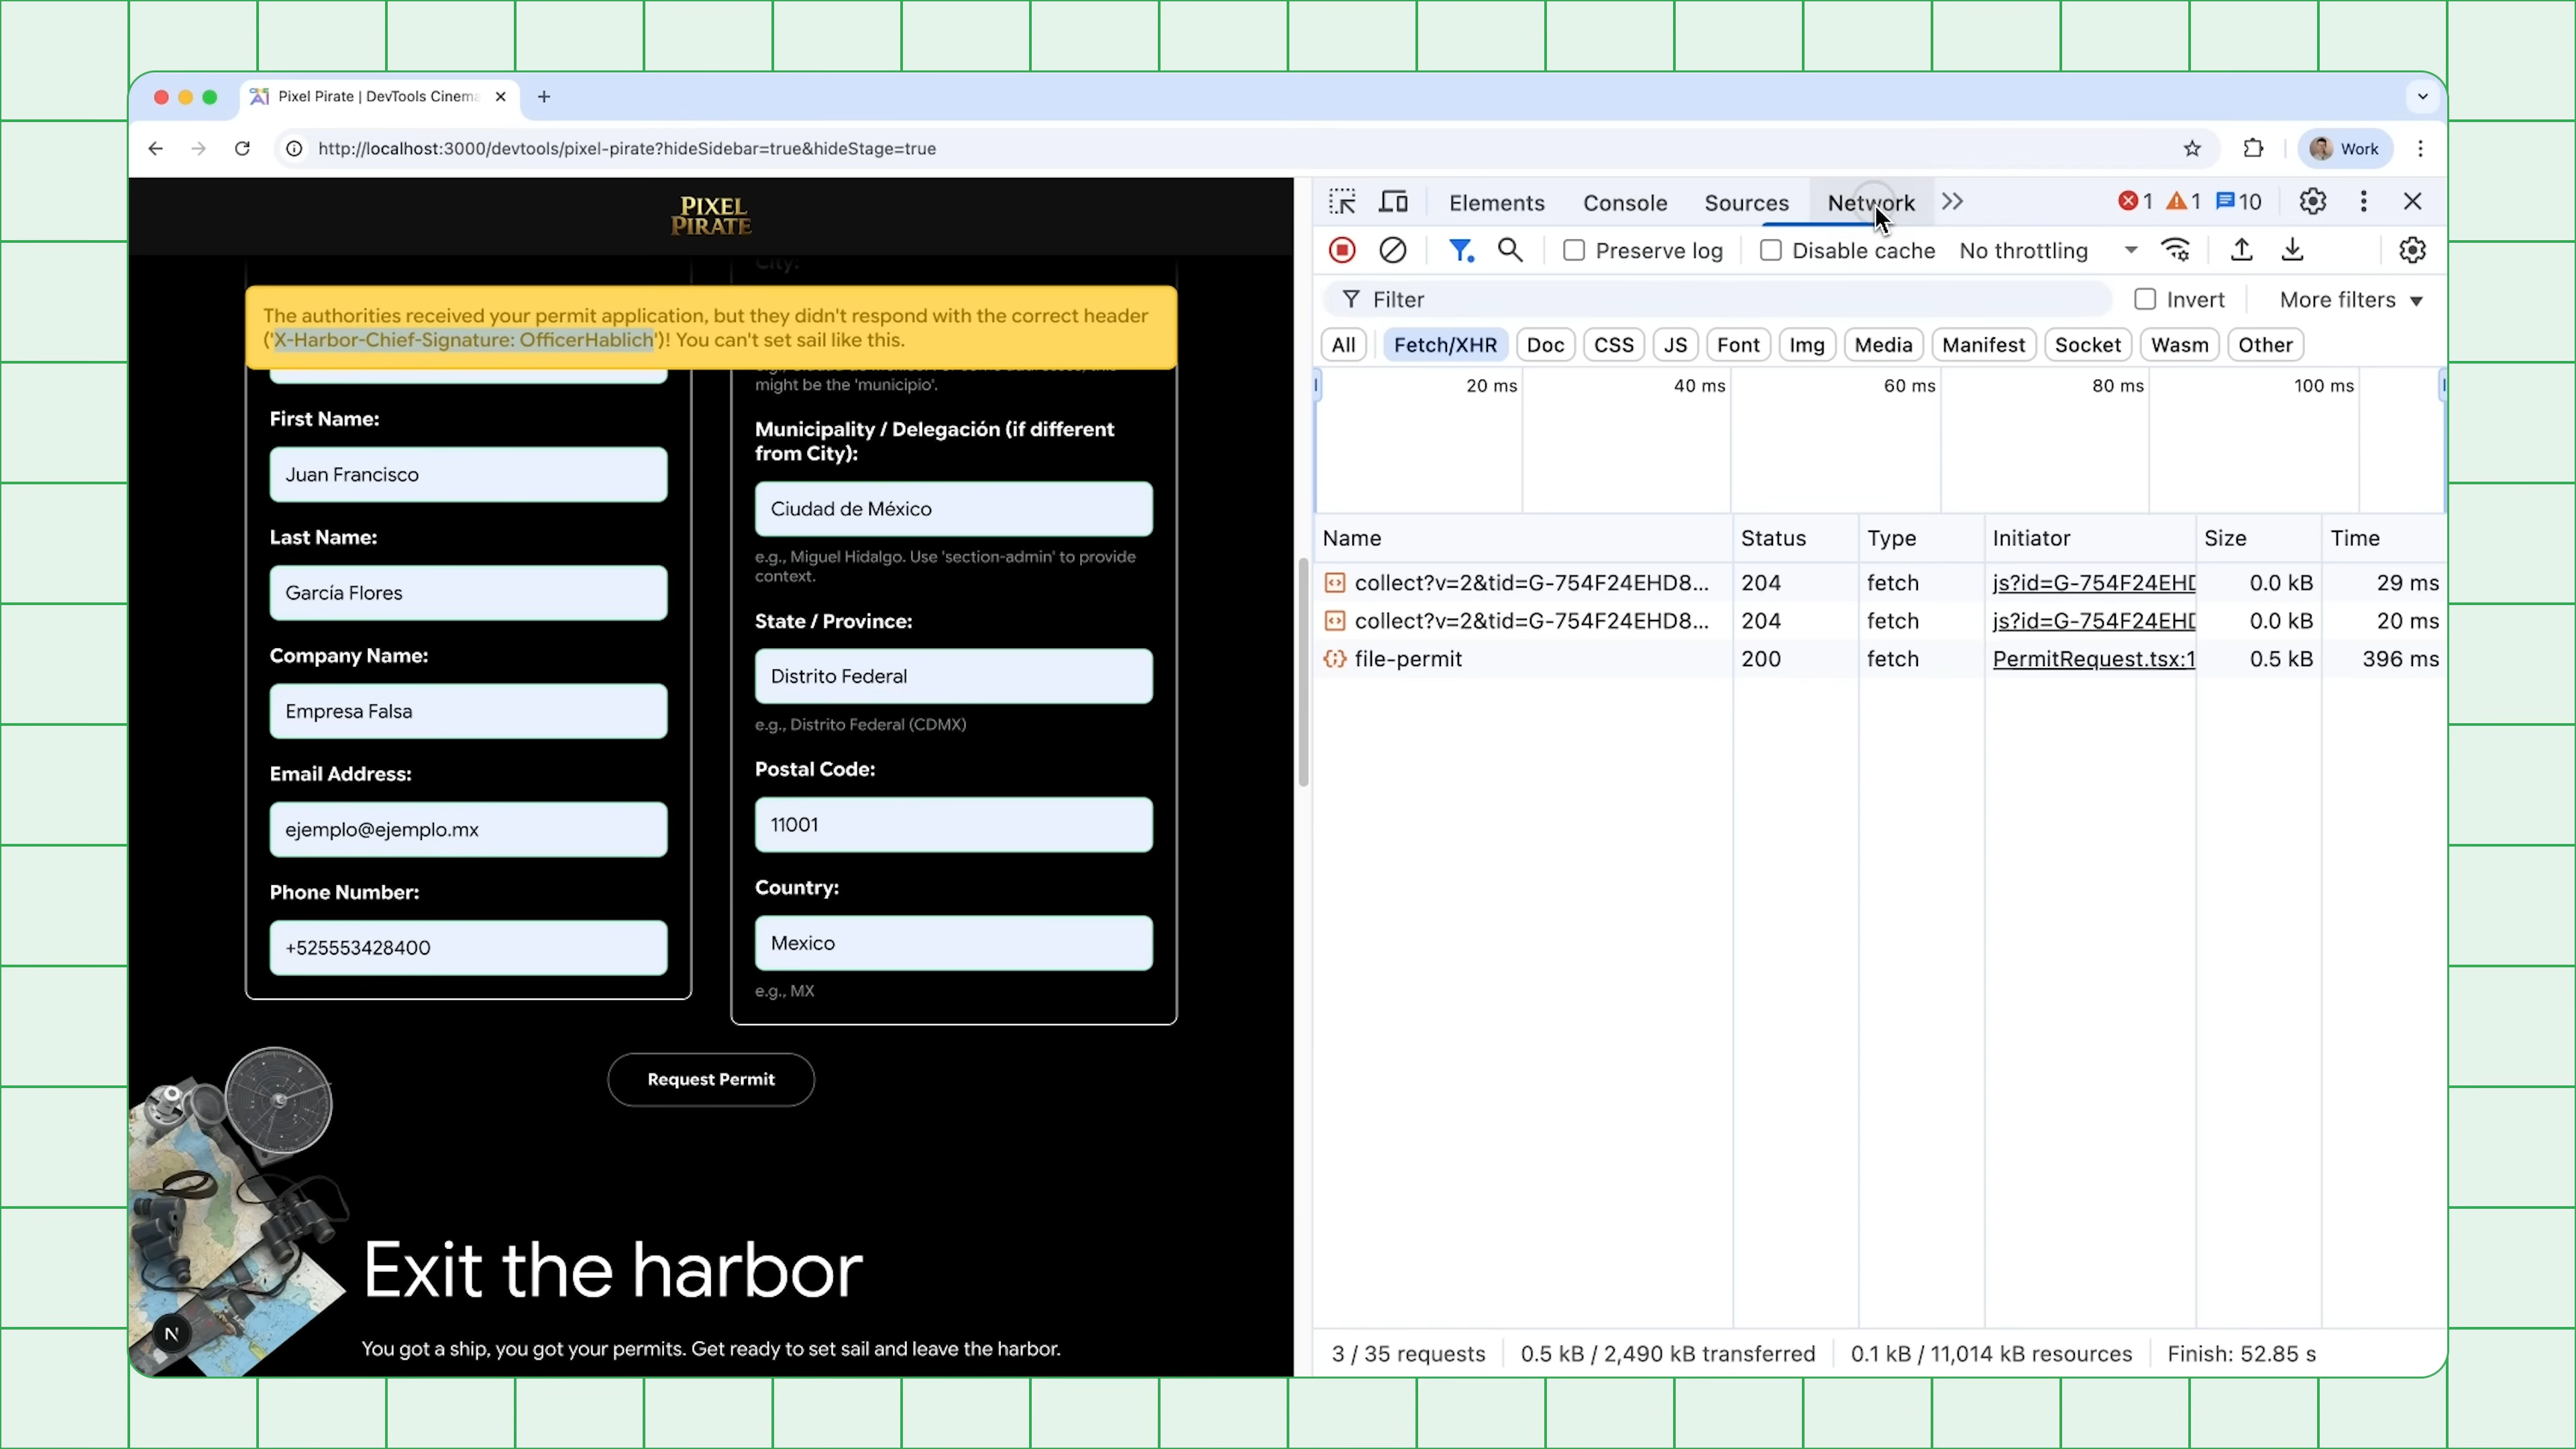 Pixel Pirate | DevTools Cinema
http://localhost:3000/devtools/pixel-pirate?hideSidebar=true&hideStage=true
Work
PIXEL
PIRATE
City:
The authorities received your permit application, but they didn't respond with the correct header
('X-Harbor-Chief-Signature: OfficerHablich')! You can't set sail like this.
might be the 'municipio'.
First Name:
Juan Francisco
Last Name:
García Flores
Company Name:
Empresa Falsa
Email Address:
ejemplo@ejemplo.mx
Phone Number:
+525553428400
Municipality / Delegación (if different
from City):
Ciudad de México
e.g., Miguel Hidalgo. Use 'section-admin' to provide
context.
State / Province:
Distrito Federal
e.g., Distrito Federal (CDMX)
Postal Code:
11001
Country:
Mexico
e.g., MX
Request Permit
Exit the harbor
You got a ship, you got your permits. Get ready to set sail and leave the harbor.
N
Elements Console Sources Network 1 1 10
Preserve log Disable cache No throttling
Filter Invert More filters
All Fetch/XHR Doc CSS JS Font Img Media Manifest Socket Wasm Other
20 ms 40 ms 60 ms 80 ms 100 ms
Name Status Type Initiator Size Time
collect?v=2&tid=G-754F24EHD8... 204 fetch js?id=G-754F24EHD 0.0 kB 29 ms
collect?v=2&tid=G-754F24EHD8... 204 fetch js?id=G-754F24EHD 0.0 kB 20 ms
file-permit 200 fetch PermitRequest.tsx:1 0.5 kB 396 ms
3 / 35 requests 0.5 kB / 2,490 kB transferred 0.1 kB / 11,014 kB resources Finish: 52.85 s